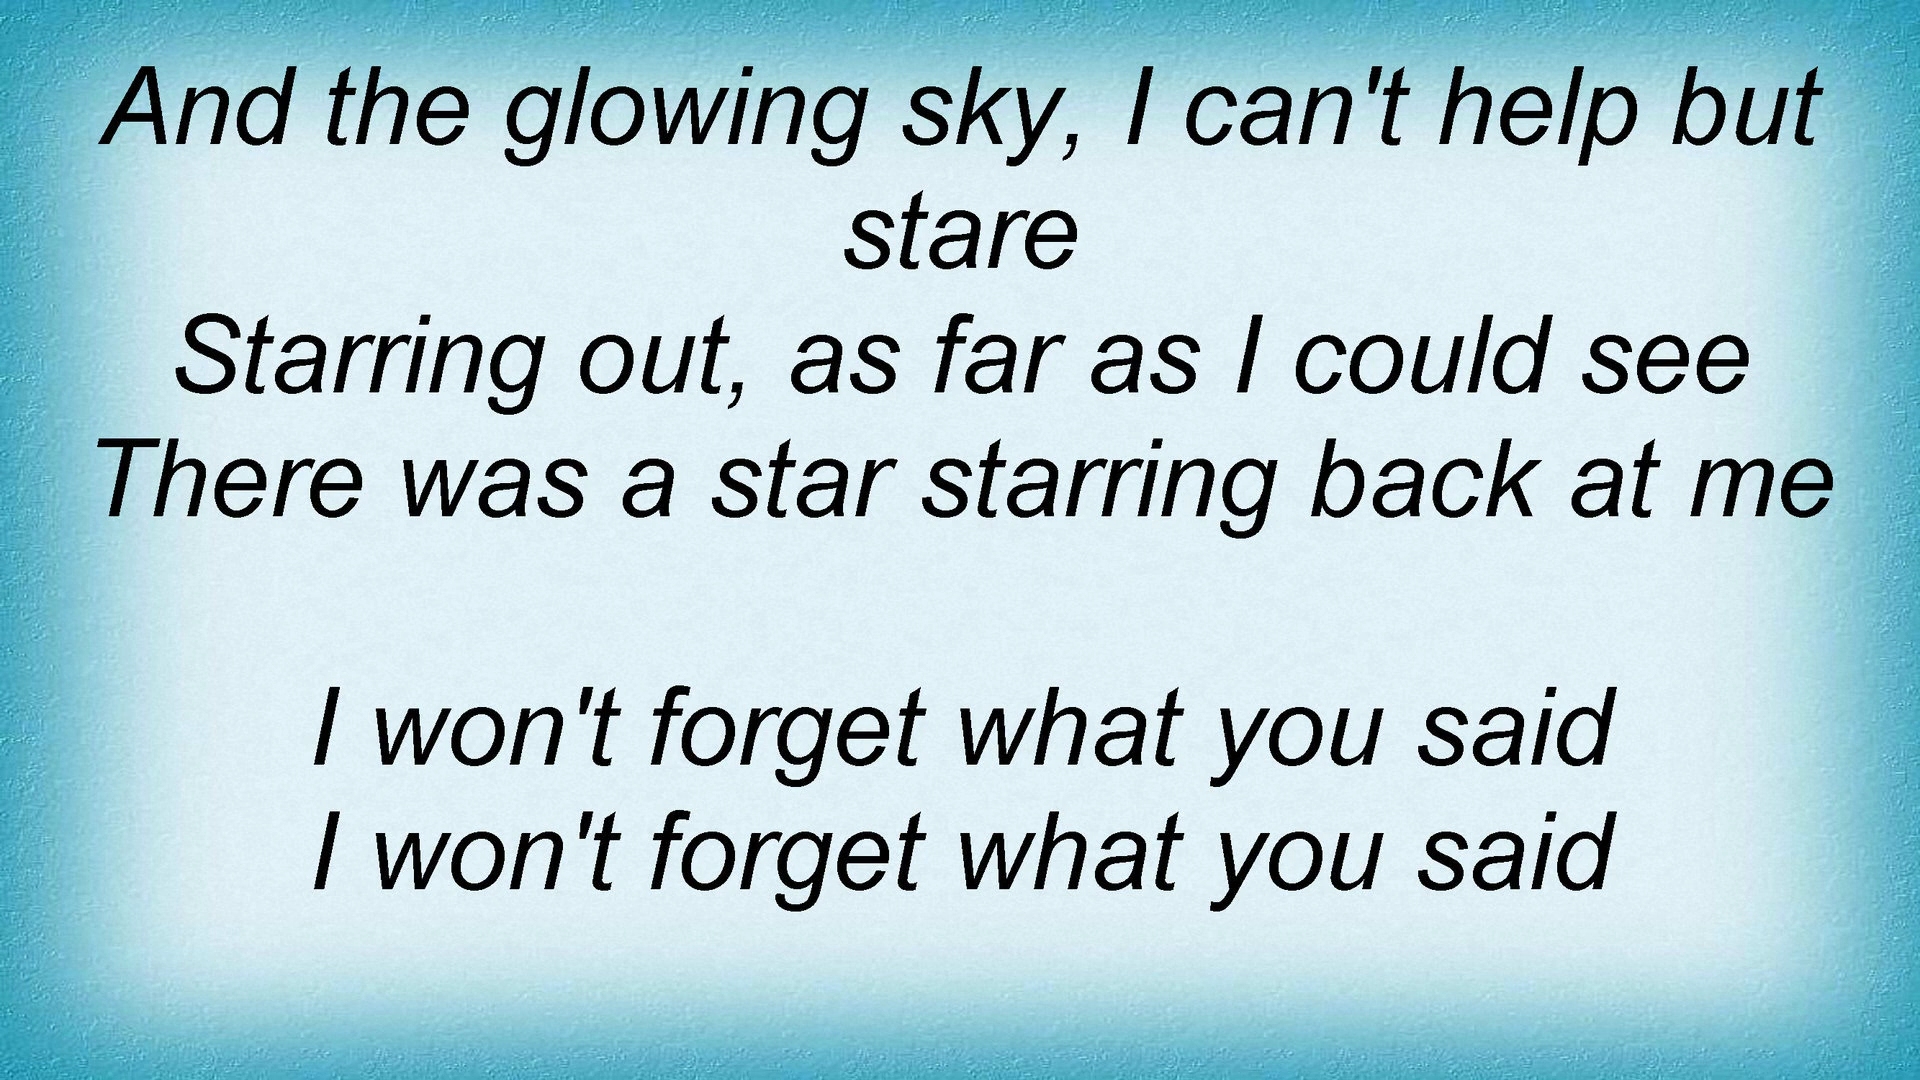 And the glowing sky, I can't help but
stare
Starring out, as far as I could see
There was a star starring back at me
I won't forget what you said
I won't forget what you said